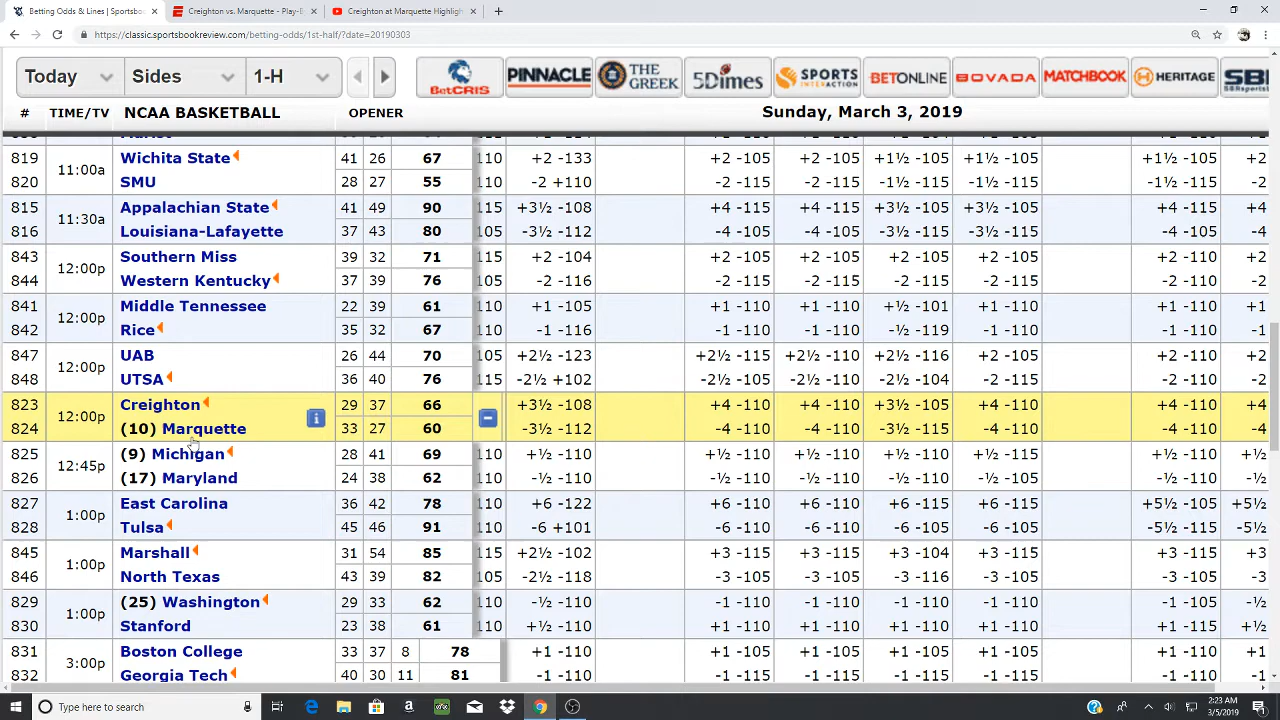 Betting Odds & Lines | Sportsbo
Creighton vs. Marquette - Play-B
Creighton at Marquette Highligh
https://classic.sportsbookreview.com/betting-odds/1st-half/?date=20190303
Today Sides 1-H BetCRIS PINNACLE THE GREEK 5Dimes SPORTS INTERACTION BETONLINE BOVADA MATCHBOOK HERITAGE SBR
# TIME/TV NCAA BASKETBALL OPENER Sunday, March 3, 2019
819 11:00a Wichita State 41 26 67 110 +2 -133 +2 -105 +2 -105 +1½ -105 +1½ -105 +1½ -105 +2
820 SMU 28 27 55 110 -2 +110 -2 -115 -2 -115 -1½ -115 -1½ -115 -1½ -115 -2
815 11:30a Appalachian State 41 49 90 115 +3½ -108 +4 -115 +4 -115 +3½ -105 +3½ -105 +4 -115 +4
816 Louisiana-Lafayette 37 43 80 105 -3½ -112 -4 -105 -4 -105 -3½ -115 -3½ -115 -4 -105 -4
843 12:00p Southern Miss 39 32 71 115 +2 -104 +2 -105 +2 -105 +2 -105 +2 -105 +2 -110 +2
844 Western Kentucky 37 39 76 105 -2 -116 -2 -115 -2 -115 -2 -115 -2 -115 -2 -110 -2
841 12:00p Middle Tennessee 22 39 61 110 +1 -105 +1 -110 +1 -110 +½ -101 +1 -110 +1 -110 +1
842 Rice 35 32 67 110 -1 -116 -1 -110 -1 -110 -½ -119 -1 -110 -1 -110 -1
847 12:00p UAB 26 44 70 105 +2½ -123 +2½ -115 +2½ -110 +2½ -116 +2 -105 +2 -110 +2
848 UTSA 36 40 76 115 -2½ +102 -2½ -105 -2½ -110 -2½ -104 -2 -115 -2 -110 -2
823 12:00p Creighton 29 37 66 +3½ -108 +4 -110 +4 -110 +3½ -105 +4 -110 +4 -110 +4
824 (10) Marquette 33 27 60 -3½ -112 -4 -110 -4 -110 -3½ -115 -4 -110 -4 -110 -4
825 12:45p (9) Michigan 28 41 69 110 +½ -110 +½ -110 +½ -110 +½ -110 +½ -115 +½ -110 +½
826 (17) Maryland 24 38 62 110 -½ -110 -½ -110 -½ -110 -½ -110 -½ -105 -½ -110 -½
827 1:00p East Carolina 36 42 78 110 +6 -122 +6 -110 +6 -110 +6 -115 +6 -115 +5½ -105 +5½
828 Tulsa 45 46 91 110 -6 +101 -6 -110 -6 -110 -6 -105 -6 -105 -5½ -115 -5½
845 1:00p Marshall 31 54 85 115 +2½ -102 +3 -115 +3 -115 +3 -104 +3 -115 +3 -115 +3
846 North Texas 43 39 82 105 -2½ -118 -3 -105 -3 -105 -3 -116 -3 -105 -3 -105 -3
829 1:00p (25) Washington 29 33 62 110 -½ -110 -1 -110 -1 -110 -1 -110 -1 -110 -1 -105 -½
830 Stanford 23 38 61 110 +½ -110 +1 -110 +1 -110 +1 -110 +1 -110 +1 -115 +½
831 3:00p Boston College 33 37 8 78 +1 -110 +1 -105 +1 -105 +1 -105 +1 -105 +1 -110 +1
832 Georgia Tech 40 30 11 81 -1 -110 -1 -115 -1 -115 -1 -115 -1 -115 -1 -110 -1
Type here to search
2:23 AM
3/5/2019